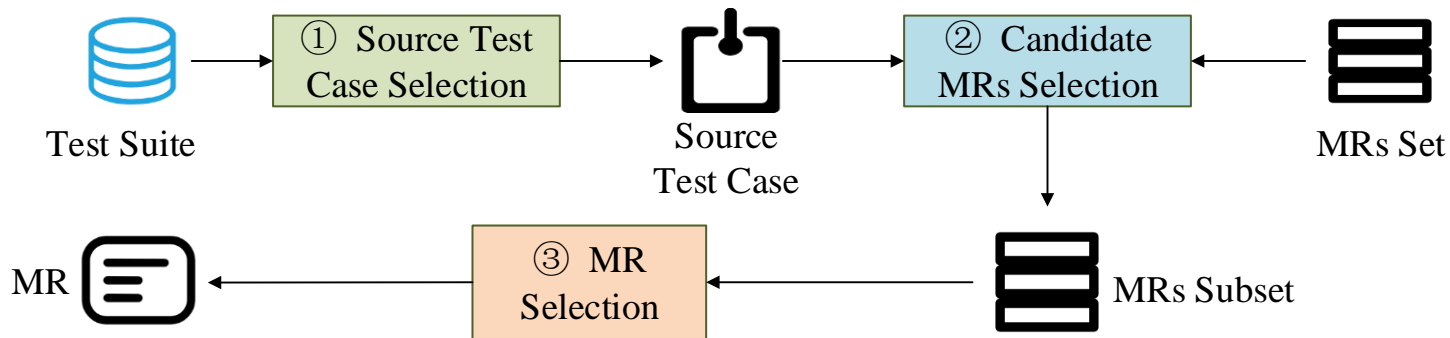 ① Source Test
Case Selection
② Candidate
MRs Selection
Test Suite
Source
Test Case
MRs Set
MR
③ MR
Selection
MRs Subset